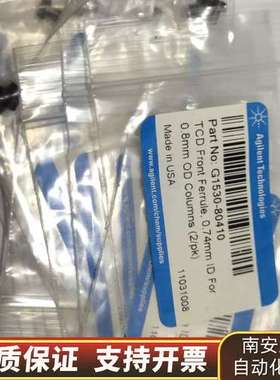 Agilent Technologies
Part No. G1530-80410
TCD Front Ferrule, 0.74mm ID For
0.8mm OD Columns (2/pk)
Made in USA
11031008
www.agilent.com/chem/supplies
质保证 支持开票
南安
自动化